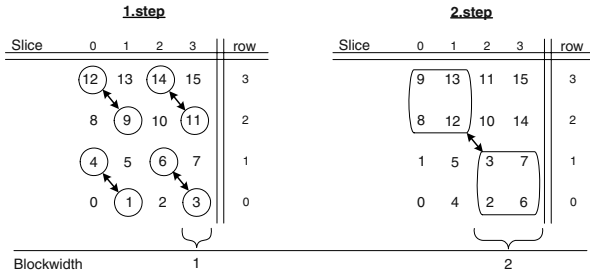 1.step 2.step
Slice 0 1 2 3 row Slice 0 1 2 3 row
12 13 14 15 3 9 13 11 15 3
8 9 10 11 2 8 12 10 14 2
4 5 6 7 1 1 5 3 7 1
0 1 2 3 0 0 4 2 6 0
Blockwidth 1 2